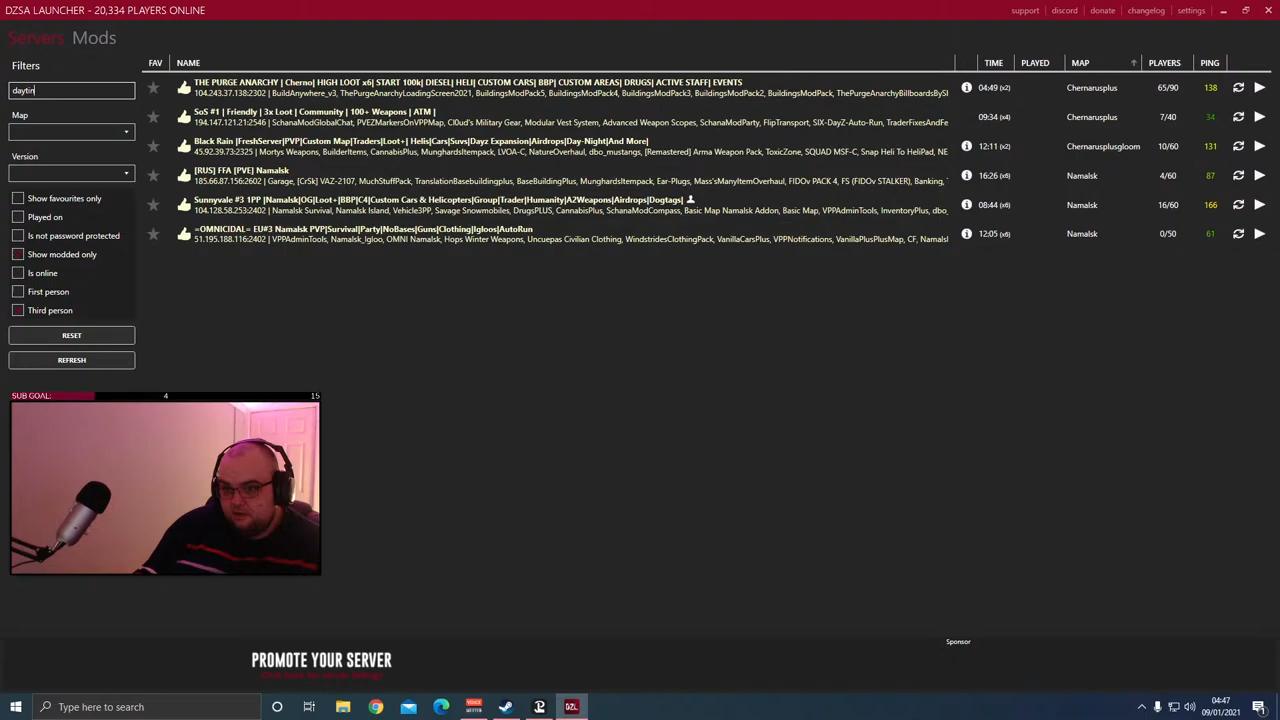 DZSA LAUNCHER - 20,334 PLAYERS ONLINE
support discord donate changelog settings
Servers Mods
Filters
daytin
Map
Version
Show favourites only
Played on
Is not password protected
Show modded only
Is online
First person
Third person
RESET
REFRESH
FAV NAME TIME PLAYED MAP PLAYERS PING
THE PURGE ANARCHY | Cherno| HIGH LOOT x6| START 100k| DIESEL| HELI| CUSTOM CARS| BBP| CUSTOM AREAS| DRUGS| ACTIVE STAFF| EVENTS
104.243.37.138:2302 | BuildAnywhere_v3, ThePurgeAnarchyLoadingScreen2021, BuildingsModPack5, BuildingsModPack4, BuildingsModPack3, BuildingsModPack2, BuildingsModPack, ThePurgeAnarchyBillboardsBySh
04:49 (x2) Chernarusplus 65/90 138
SoS #1 | Friendly | 3x Loot | Community | 100+ Weapons | ATM |
194.147.121.21:2546 | SchanaModGlobalChat, PVEZMarkersOnVPPMap, Cl0ud's Military Gear, Modular Vest System, Advanced Weapon Scopes, SchanaModParty, FlipTransport, SIX-DayZ-Auto-Run, TraderFixesAndFe
09:34 (x4) Chernarusplus 7/40 34
Black Rain |FreshServer|PVP|Custom Map|Traders|Loot+| Helis|Cars|Suvs|Dayz Expansion|Airdrops|Day-Night|And More|
45.92.39.73:2325 | Mortys Weapons, BuilderItems, CannabisPlus, MunghardsItempack, LVOA-C, NatureOverhaul, dbo_mustangs, [Remastered] Arma Weapon Pack, ToxicZone, SQUAD MSF-C, Snap Heli To HeliPad, NE
12:11 (x2) Chernarusplusgloom 10/60 131
[RUS] FFA [PVE] Namalsk
185.66.87.156:2602 | Garage, [CrSk] VAZ-2107, MuchStuffPack, TranslationBasebuildingplus, BaseBuildingPlus, Munghardsitempack, Ear-Plugs, Mass'sManyItemOverhaul, FIDOv PACK 4, FS (FIDOv STALKER), Banking,
16:26 (x6) Namalsk 4/60 87
Sunnyvale #3 1PP |Namalsk|OG|Loot+|BBP|C4|Custom Cars & Helicopters|Group|Trader|Humanity|A2Weapons|Airdrops|Dogtags|
104.128.58.253:2402 | Namalsk Survival, Namalsk Island, Vehicle3PP, Savage Snowmobiles, DrugsPLUS, CannabisPlus, SchanaModCompass, Basic Map Namalsk Addon, Basic Map, VPPAdminTools, InventoryPlus, dbo_
08:44 (x6) Namalsk 16/60 166
=OMNICIDAL= EU#3 Namalsk PVP|Survival|Party|NoBases|Guns|Clothing|Igloos|AutoRun
51.195.188.116:2402 | VPPAdminTools, Namalsk_Igloo, OMNI Namalsk, Hops Winter Weapons, Uncuepas Civilian Clothing, WindstridesClothingPack, VanillaCarsPlus, VPPNotifications, VanillaPlusPlusMap, CF, Namalsk
12:05 (x6) Namalsk 0/50 61
SUB GOAL: 4 15
Sponsor
PROMOTE YOUR SERVER
Click here for server settings
Type here to search
04:47
09/01/2021